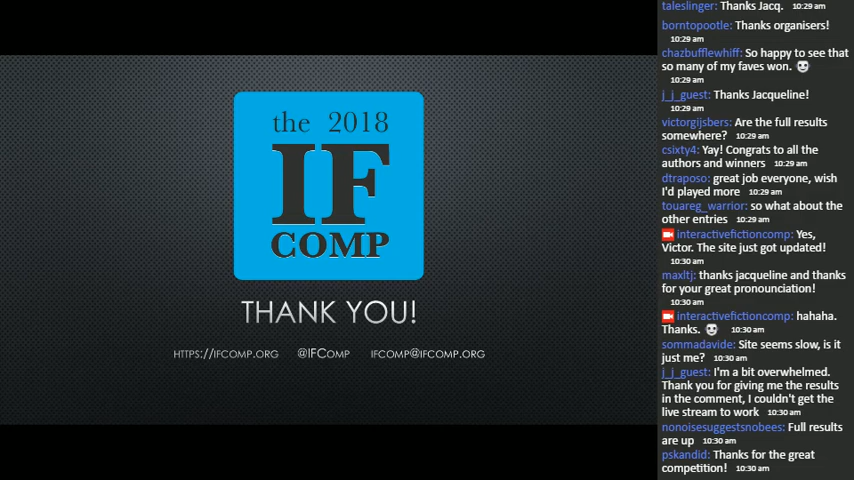 the 2018
IF
COMP
THANK YOU!
HTTPS://IFCOMP.ORG @IFCOMP IFCOMP@IFCOMP.ORG
taleslinger: Thanks Jacq. 10:29 am
borntopootle: Thanks organisers!
10:29 am
chazbufflewhiff: So happy to see that
so many of my faves won.
10:29 am
j_j_guest: Thanks Jacqueline!
10:29 am
victorgijsbers: Are the full results
somewhere? 10:29 am
csixty4: Yay! Congrats to all the
authors and winners 10:29 am
dtraposo: great job everyone, wish
I'd played more 10:29 am
touareg_warrior: so what about the
other entries 10:29 am
interactivefictioncomp: Yes,
Victor. The site just got updated!
10:30 am
maxltj: thanks jacqueline and thanks
for your great pronounciation!
10:30 am
interactivefictioncomp: hahaha.
Thanks. 10:30 am
sommadavide: Site seems slow, is it
just me? 10:30 am
j_j_guest: I'm a bit overwhelmed.
Thank you for giving me the results
in the comment, I couldn't get the
live stream to work 10:30 am
nonoisesuggestsnobees: Full results
are up 10:30 am
pskandid: Thanks for the great
competition! 10:30 am